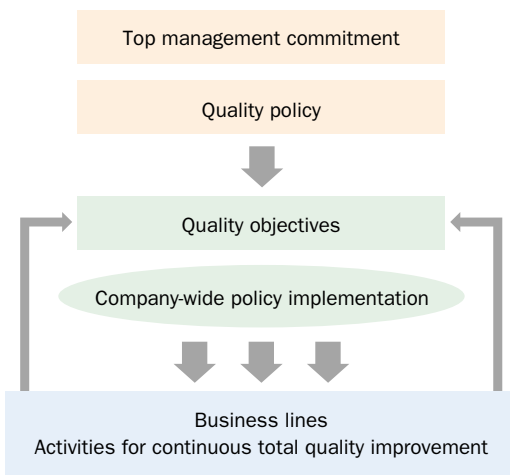 Top management commitment
Quality policy
Quality objectives
Company-wide policy implementation
Business lines
Activities for continuous total quality improvement